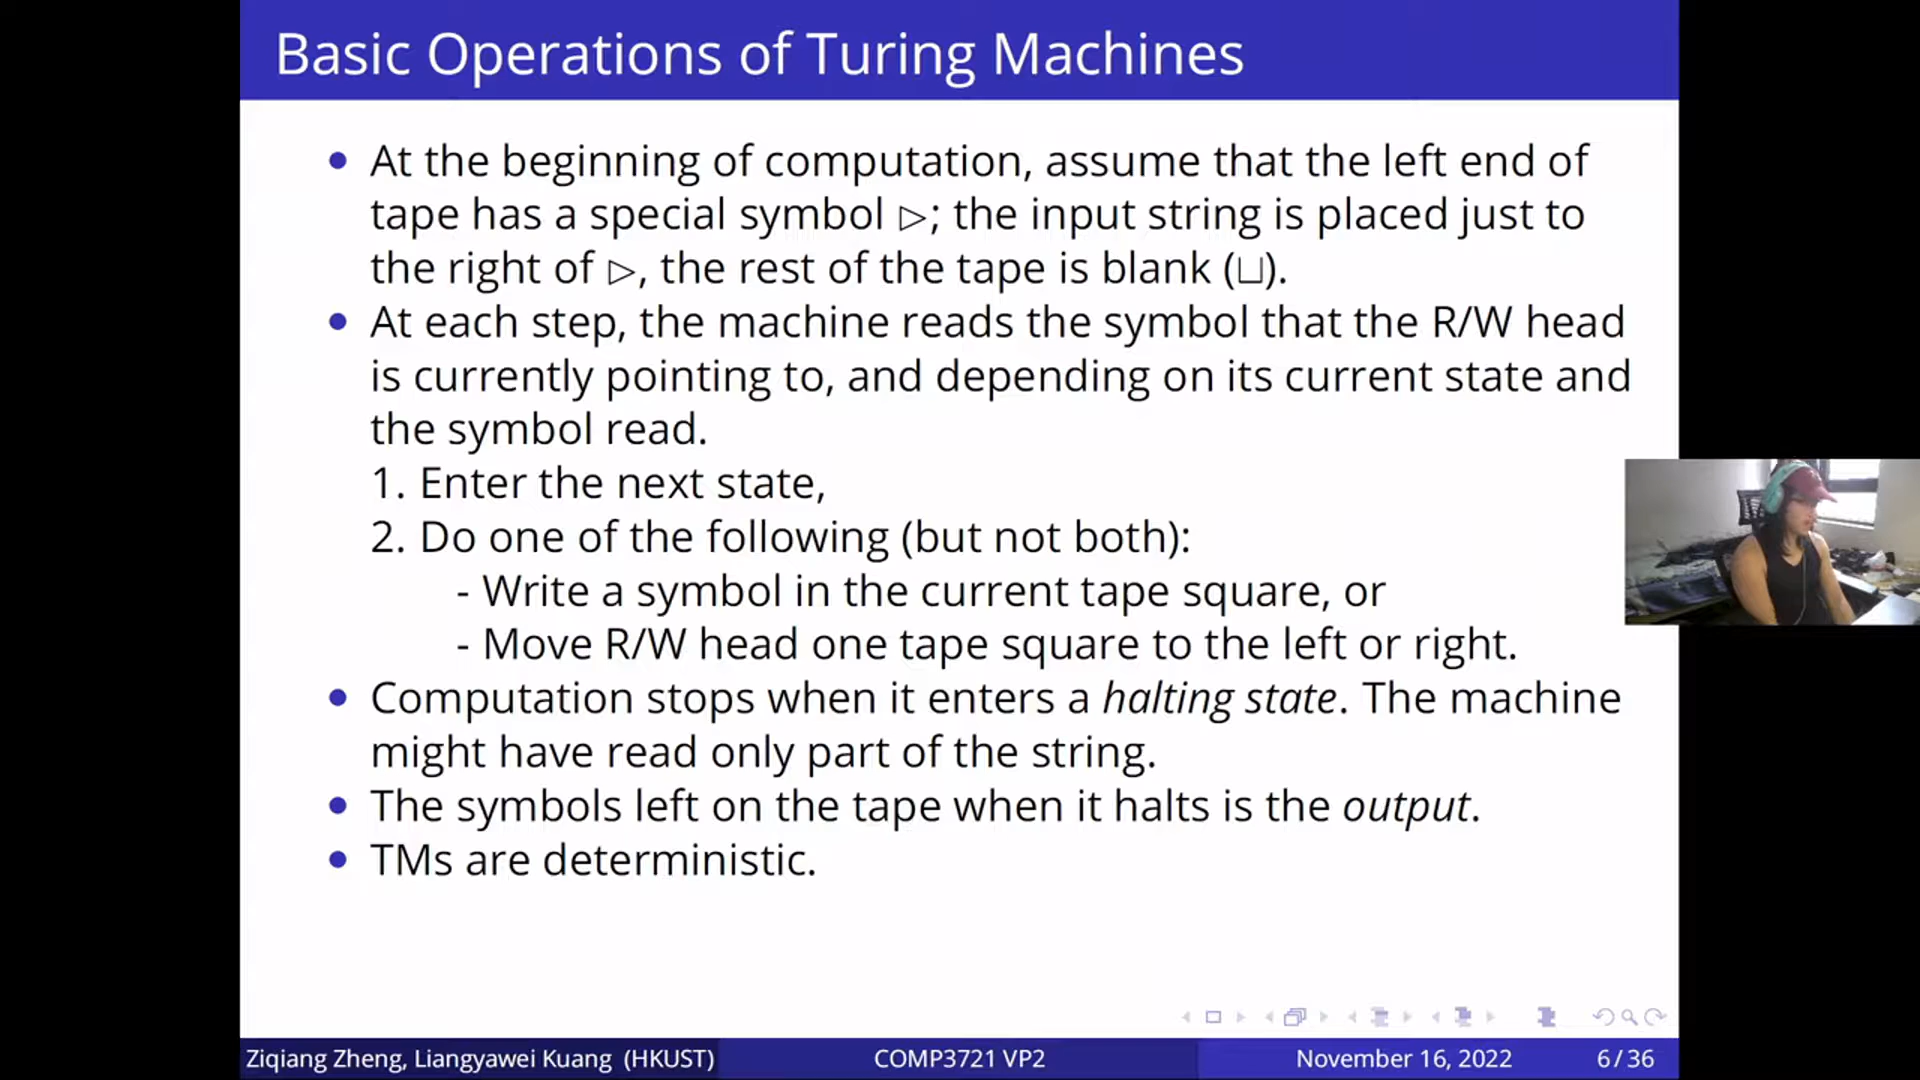 Basic Operations of Turing Machines
• At the beginning of computation, assume that the left end of
tape has a special symbol ▷; the input string is placed just to
the right of ▷, the rest of the tape is blank (⊔).
• At each step, the machine reads the symbol that the R/W head
is currently pointing to, and depending on its current state and
the symbol read.
1. Enter the next state,
2. Do one of the following (but not both):
- Write a symbol in the current tape square, or
- Move R/W head one tape square to the left or right.
• Computation stops when it enters a halting state. The machine
might have read only part of the string.
• The symbols left on the tape when it halts is the output.
• TMs are deterministic.
Ziqiang Zheng, Liangyawei Kuang (HKUST) COMP3721 VP2 November 16, 2022 6 / 36